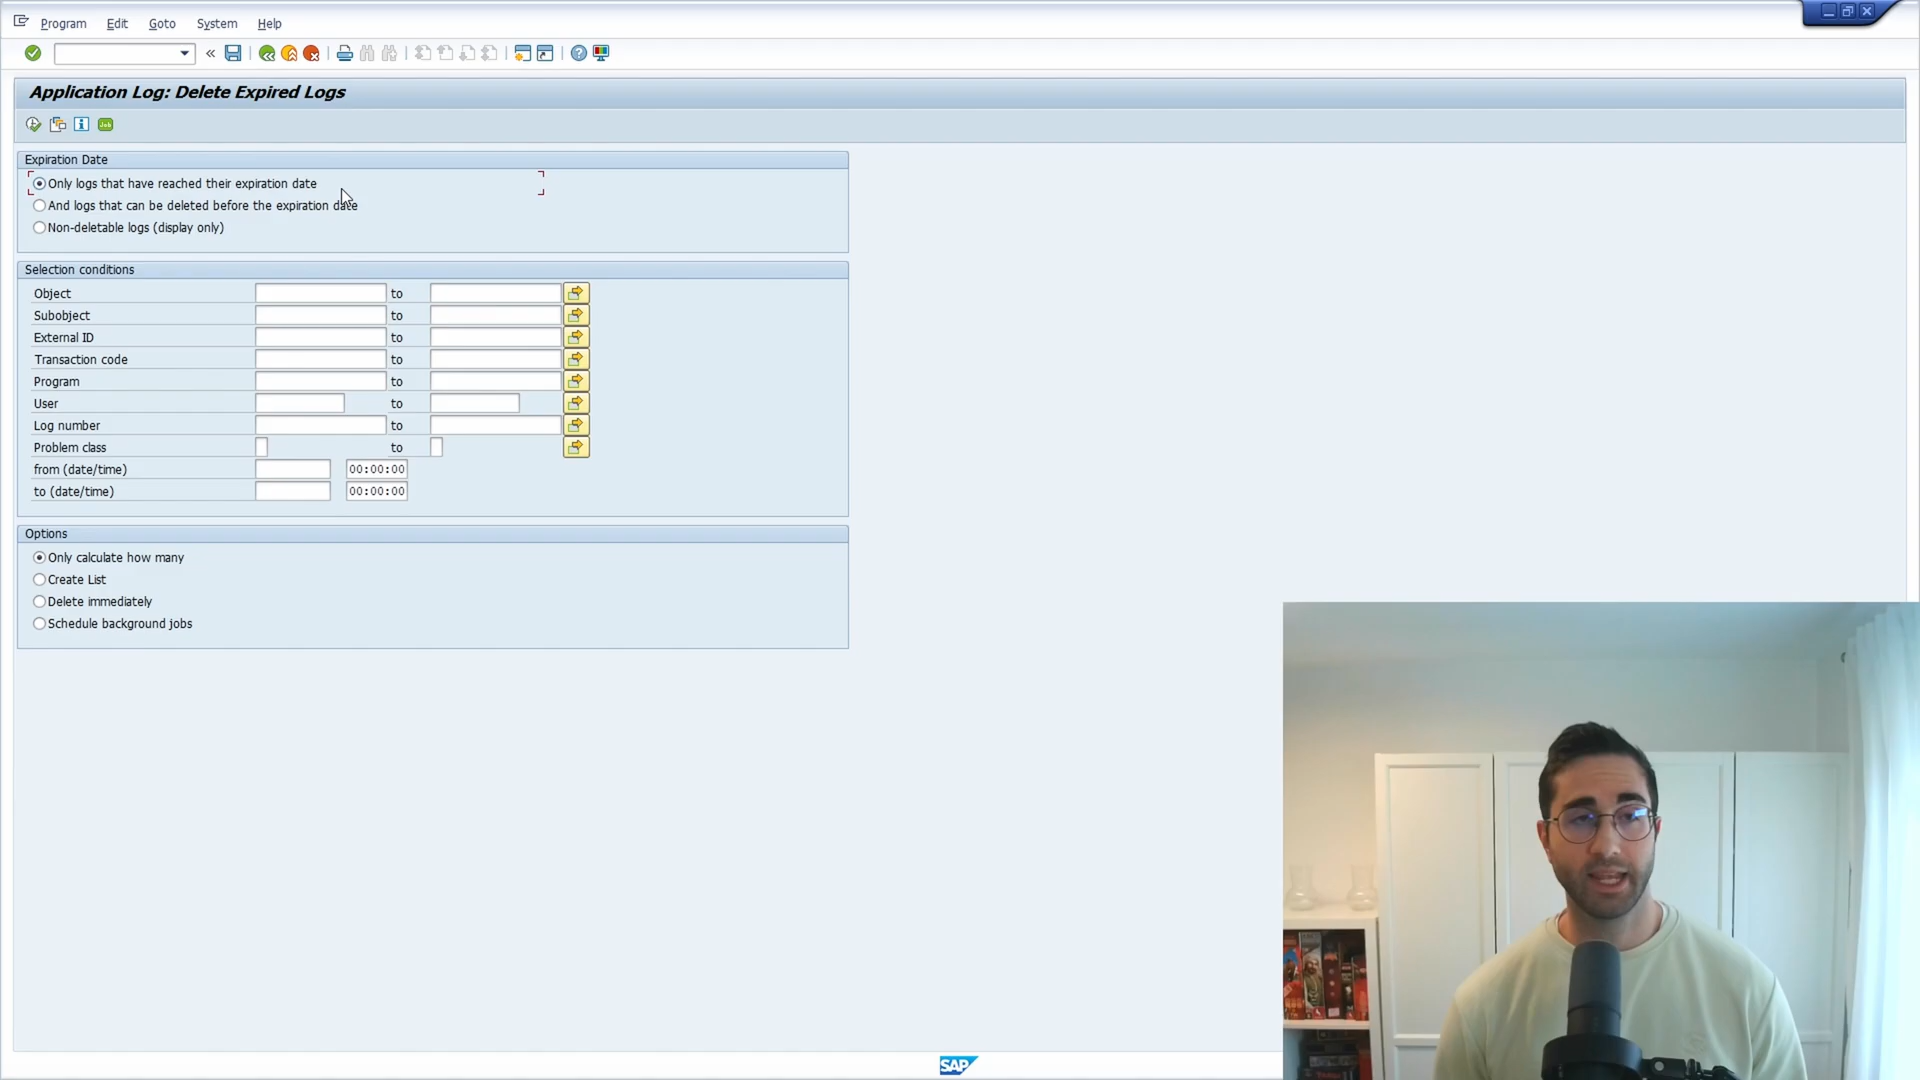 Program Edit Goto System Help
Application Log: Delete Expired Logs
Job
Expiration Date
Only logs that have reached their expiration date
And logs that can be deleted before the expiration date
Non-deletable logs (display only)
Selection conditions
Object to
Subobject to
External ID to
Transaction code to
Program to
User to
Log number to
Problem class to
from (date/time) 00:00:00
to (date/time) 00:00:00
Options
Only calculate how many
Create List
Delete immediately
Schedule background jobs
SAP